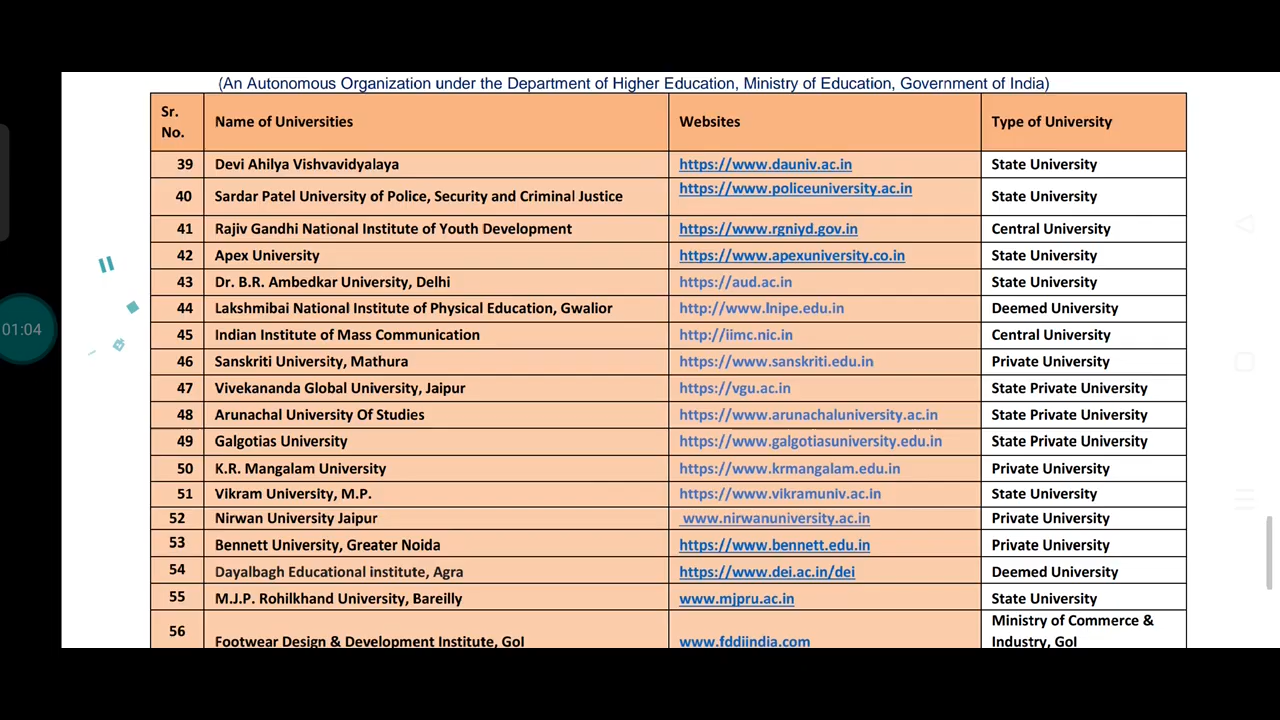 (An Autonomous Organization under the Department of Higher Education, Ministry of Education, Government of India)
Sr. No. Name of Universities Websites Type of University
39 Devi Ahilya Vishvavidyalaya https://www.dauniv.ac.in State University
40 Sardar Patel University of Police, Security and Criminal Justice https://www.policeuniversity.ac.in State University
41 Rajiv Gandhi National Institute of Youth Development https://www.rgniyd.gov.in Central University
42 Apex University https://www.apexuniversity.co.in State University
43 Dr. B.R. Ambedkar University, Delhi https://aud.ac.in State University
44 Lakshmibai National Institute of Physical Education, Gwalior http://www.lnipe.edu.in Deemed University
45 Indian Institute of Mass Communication http://iimc.nic.in Central University
46 Sanskriti University, Mathura https://www.sanskriti.edu.in Private University
47 Vivekananda Global University, Jaipur https://vgu.ac.in State Private University
48 Arunachal University Of Studies https://www.arunachaluniversity.ac.in State Private University
49 Galgotias University https://www.galgotiasuniversity.edu.in State Private University
50 K.R. Mangalam University https://www.krmangalam.edu.in Private University
51 Vikram University, M.P. https://www.vikramuniv.ac.in State University
52 Nirwan University Jaipur www.nirwanuniversity.ac.in Private University
53 Bennett University, Greater Noida https://www.bennett.edu.in Private University
54 Dayalbagh Educational institute, Agra https://www.dei.ac.in/dei Deemed University
55 M.J.P. Rohilkhand University, Bareilly www.mjpru.ac.in State University
56 Footwear Design & Development Institute, GoI www.fddiindia.com Ministry of Commerce & Industry, GoI
01:04